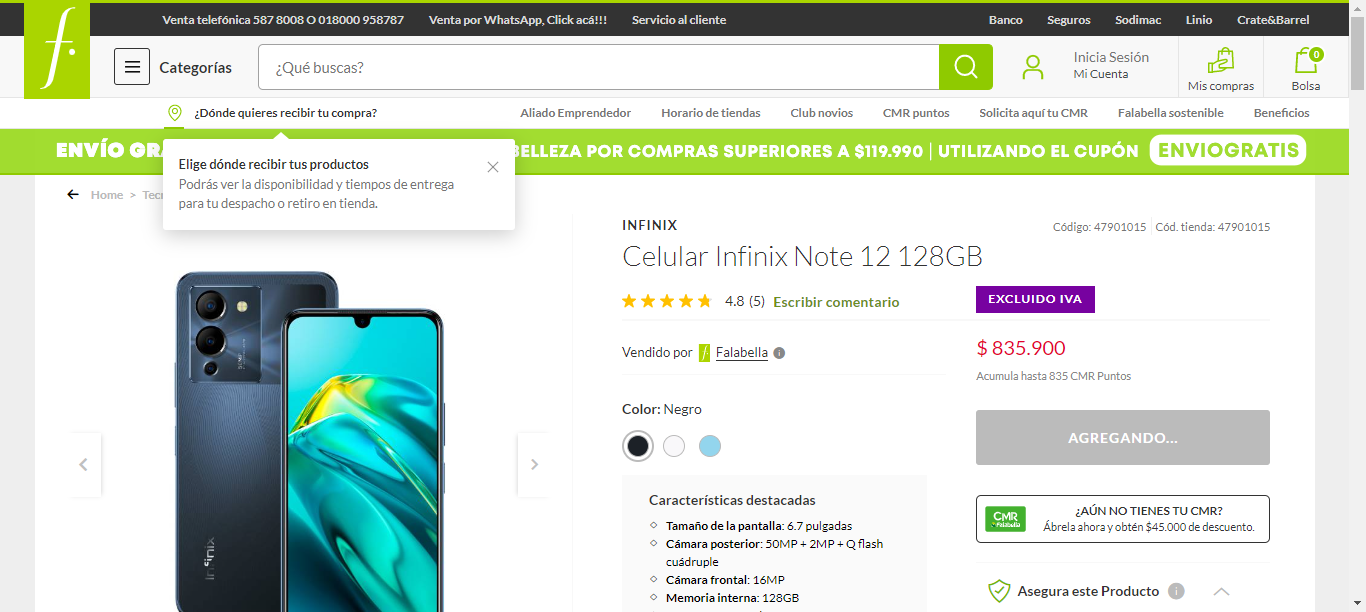 Venta telefónica 587 8008 O 018000 958787
Venta por WhatsApp, Click acá!!!
Servicio al cliente
Banco
Seguros
Sodimac
Linio
Crate&Barrel
f.
Categorías
¿Qué buscas?
Inicia Sesión
Mi Cuenta
Mis compras
0
Bolsa
¿Dónde quieres recibir tu compra?
Aliado Emprendedor
Horario de tiendas
Club novios
CMR puntos
Solicita aquí tu CMR
Falabella sostenible
Beneficios
ENVÍO GRA
BELLEZA POR COMPRAS SUPERIORES A $119.990 | UTILIZANDO EL CUPÓN
ENVIOGRATIS
Elige dónde recibir tus productos
Podrás ver la disponibilidad y tiempos de entrega
para tu despacho o retiro en tienda.
Home > Tecn
INFINIX
Código: 47901015
Cód. tienda: 47901015
Celular Infinix Note 12 128GB
4.8 (5)
Escribir comentario
EXCLUIDO IVA
Vendido por
f
Falabella
i
$ 835.900
Acumula hasta 835 CMR Puntos
Color: Negro
AGREGANDO...
Características destacadas
Tamaño de la pantalla: 6.7 pulgadas
Cámara posterior: 50MP + 2MP + Q flash
cuádruple
Cámara frontal: 16MP
Memoria interna: 128GB
CMR
Falabella
¿AÚN NO TIENES TU CMR?
Ábrela ahora y obtén $45.000 de descuento.
Asegura este Producto
i
Infinix